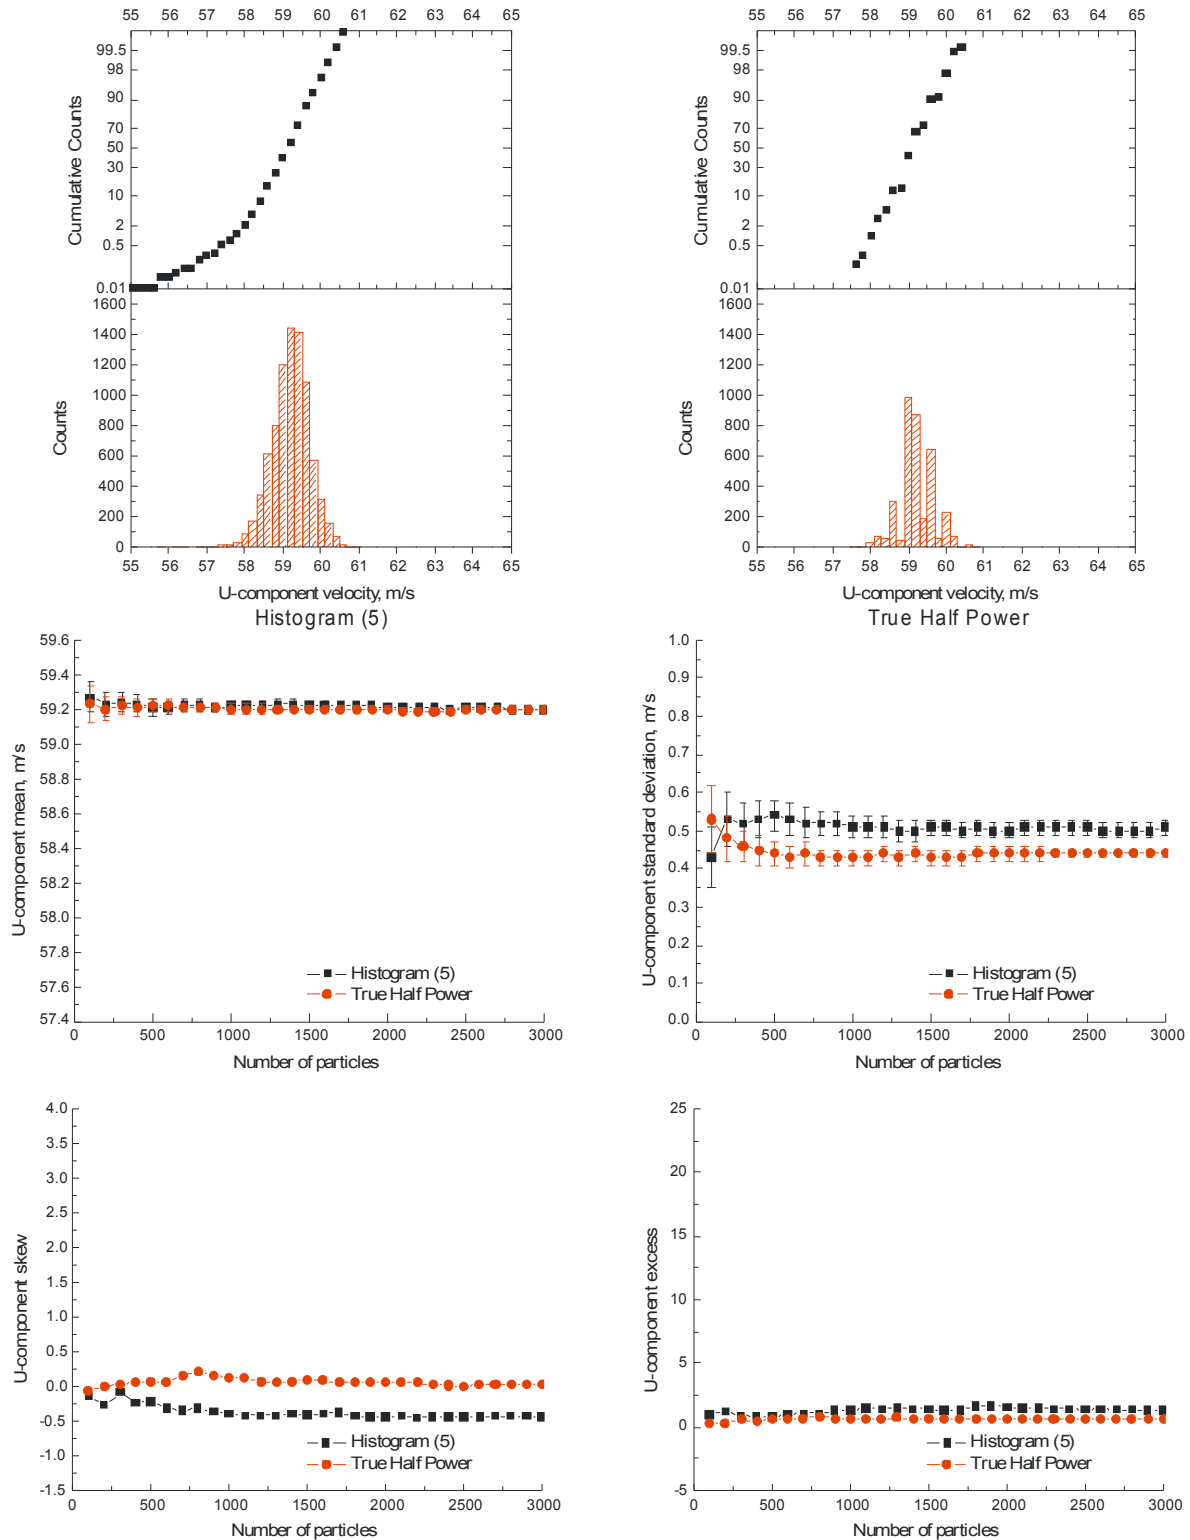 55 56 57 58 59 60 61 62 63 64 65
99.5
98
90
70
50
30
10
2
0.5
0.01
Cumulative Counts
1600
1400
1200
1000
800
600
400
200
0
Counts
55 56 57 58 59 60 61 62 63 64 65
U-component velocity, m/s
Histogram (5)
55 56 57 58 59 60 61 62 63 64 65
99.5
98
90
70
50
30
10
2
0.5
0.01
Cumulative Counts
1600
1400
1200
1000
800
600
400
200
0
Counts
55 56 57 58 59 60 61 62 63 64 65
U-component velocity, m/s
True Half Power
59.6
59.4
59.2
59.0
58.8
58.6
58.4
58.2
58.0
57.8
57.6
57.4
U-component mean, m/s
Histogram (5)
True Half Power
0 500 1000 1500 2000 2500 3000
Number of particles
1.0
0.9
0.8
0.7
0.6
0.5
0.4
0.3
0.2
0.1
0.0
U-component standard deviation, m/s
Histogram (5)
True Half Power
0 500 1000 1500 2000 2500 3000
Number of particles
4.0
3.5
3.0
2.5
2.0
1.5
1.0
0.5
0.0
-0.5
-1.0
-1.5
U-component skew
Histogram (5)
True Half Power
0 500 1000 1500 2000 2500 3000
Number of particles
25
20
15
10
5
0
-5
U-component excess
Histogram (5)
True Half Power
0 500 1000 1500 2000 2500 3000
Number of particles